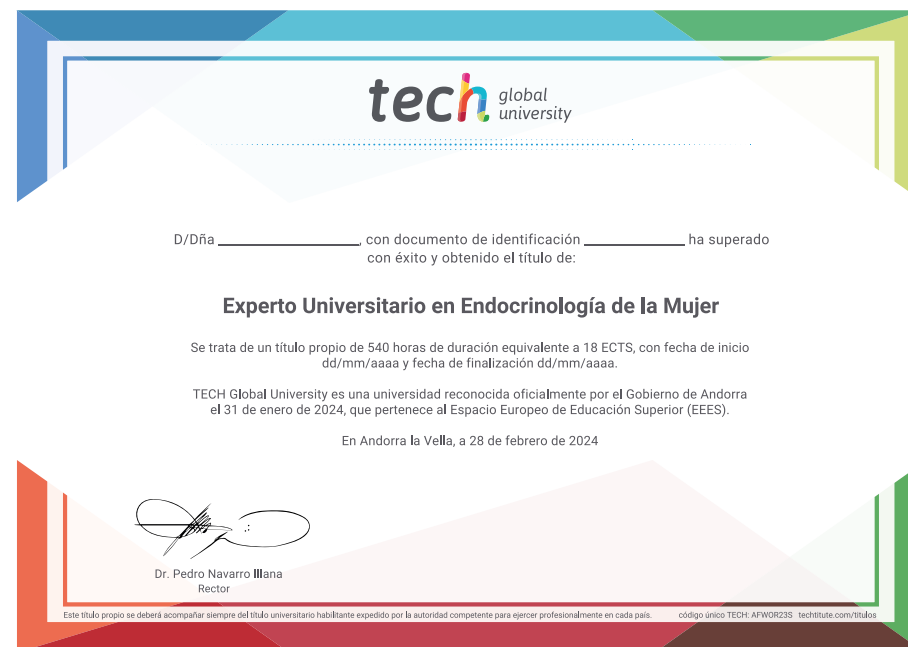 tech global university
D/Dña ____________________, con documento de identificación ______________ ha superado
con éxito y obtenido el título de:
Experto Universitario en Endocrinología de la Mujer
Se trata de un título propio de 540 horas de duración equivalente a 18 ECTS, con fecha de inicio
dd/mm/aaaa y fecha de finalización dd/mm/aaaa.
TECH Global University es una universidad reconocida oficialmente por el Gobierno de Andorra
el 31 de enero de 2024, que pertenece al Espacio Europeo de Educación Superior (EEES).
En Andorra la Vella, a 28 de febrero de 2024
Dr. Pedro Navarro Illana
Rector
Este título propio se deberá acompañar siempre del título universitario habilitante expedido por la autoridad competente para ejercer profesionalmente en cada país. código único TECH: AFWOR23S techtitute.com/titulos